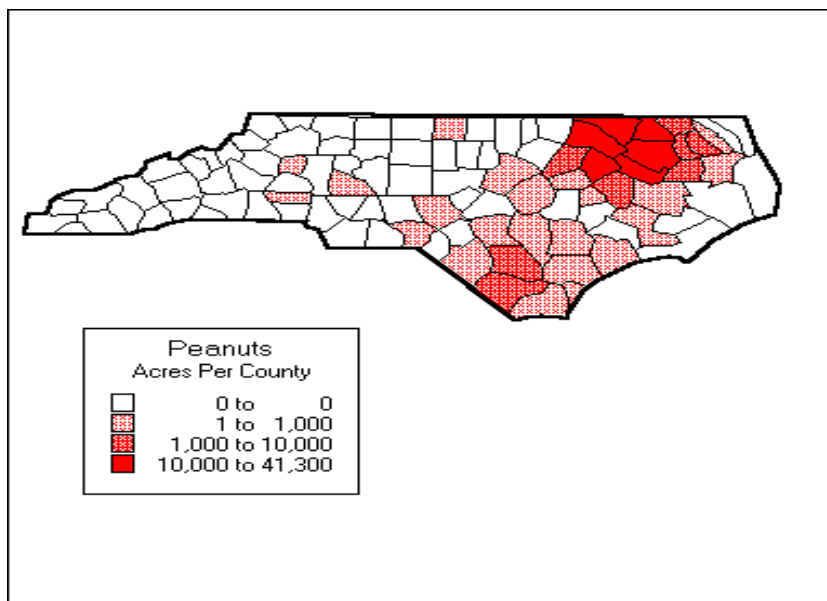 Peanuts
Acres Per County
0 to 0
1 to 1,000
1,000 to 10,000
10,000 to 41,300